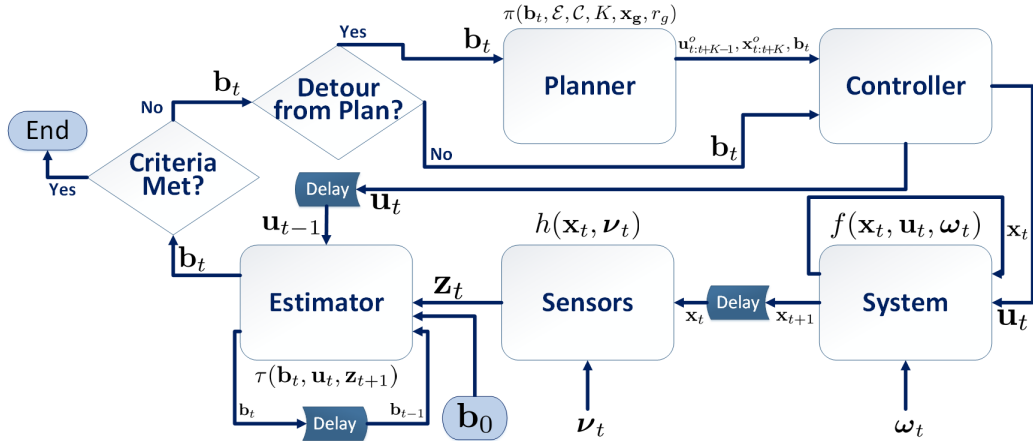 π(b_t, ℰ, 𝒞, K, x_g, r_g)
Yes
b_t
Planner
u^o_{t:t+K−1}, x^o_{t:t+K}, b_t
Controller
Detour
from Plan?
b_t
No
No
b_t
End
Criteria
Met?
Yes
Delay
u_t
u_{t−1}
h(x_t, ν_t)
f(x_t, u_t, ω_t)
x_t
b_t
Estimator
z_t
Sensors
x_t
Delay
x_{t+1}
System
u_t
τ(b_t, u_t, z_{t+1})
b_t
Delay
b_{t−1}
b_0
ν_t
ω_t